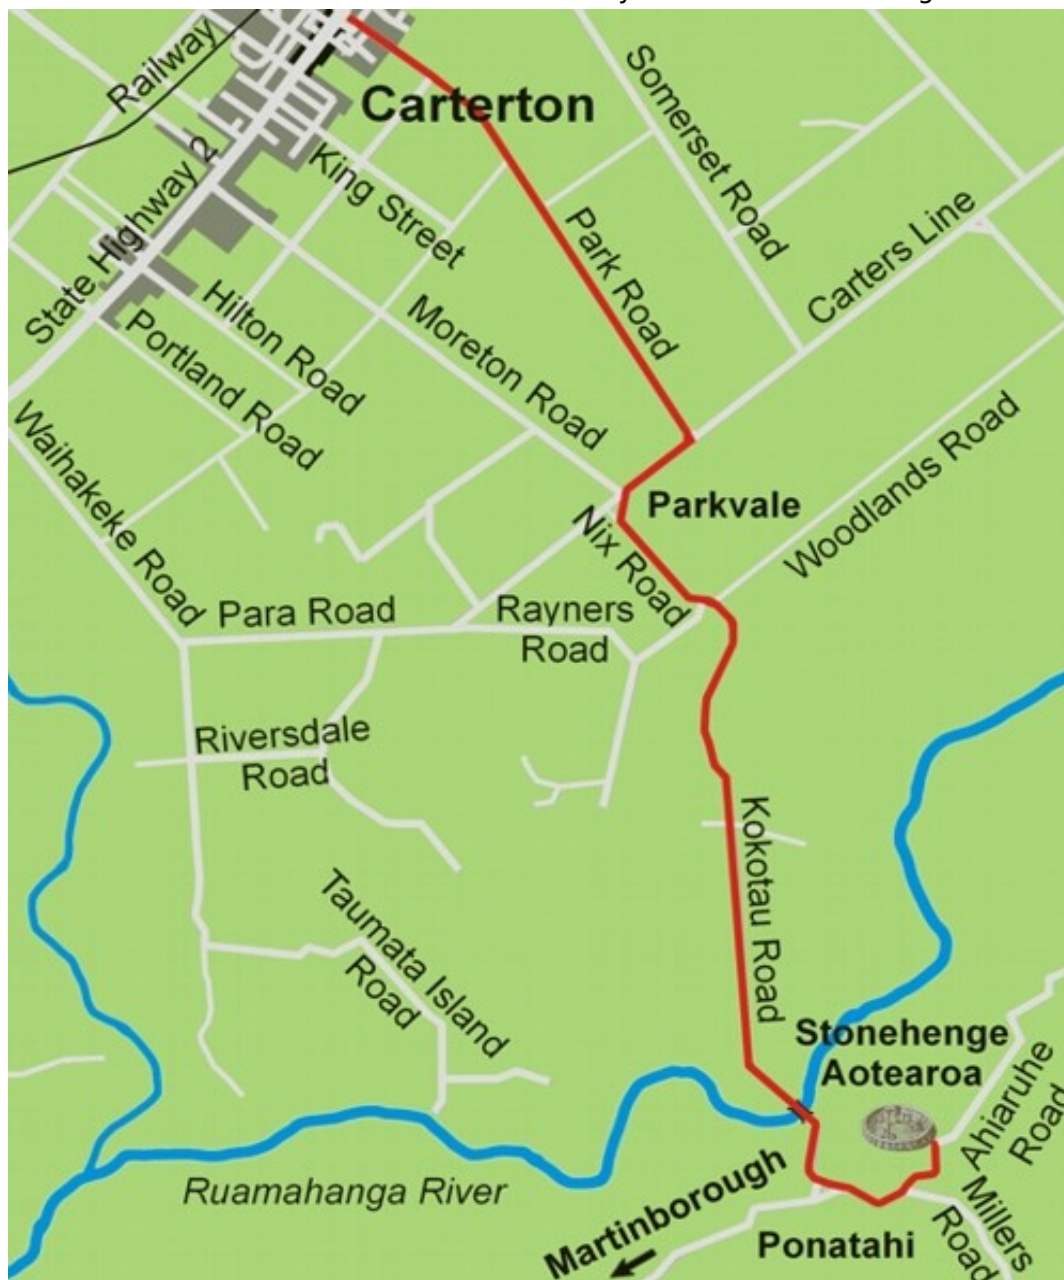 Railway
Carterton
Somerset Road
King Street
State Highway 2
Park Road
Carters Line
Hilton Road
Moreton Road
Portland Road
Waihakeke Road
Woodlands Road
Parkvale
Nix Road
Para Road
Rayners
Road
Riversdale
Road
Kokotau Road
Taumata Island
Road
Stonehenge
Aotearoa
Ahiaruhe
Road
Ruamahanga River
Martinborough
Ponatahi
Millers
Road